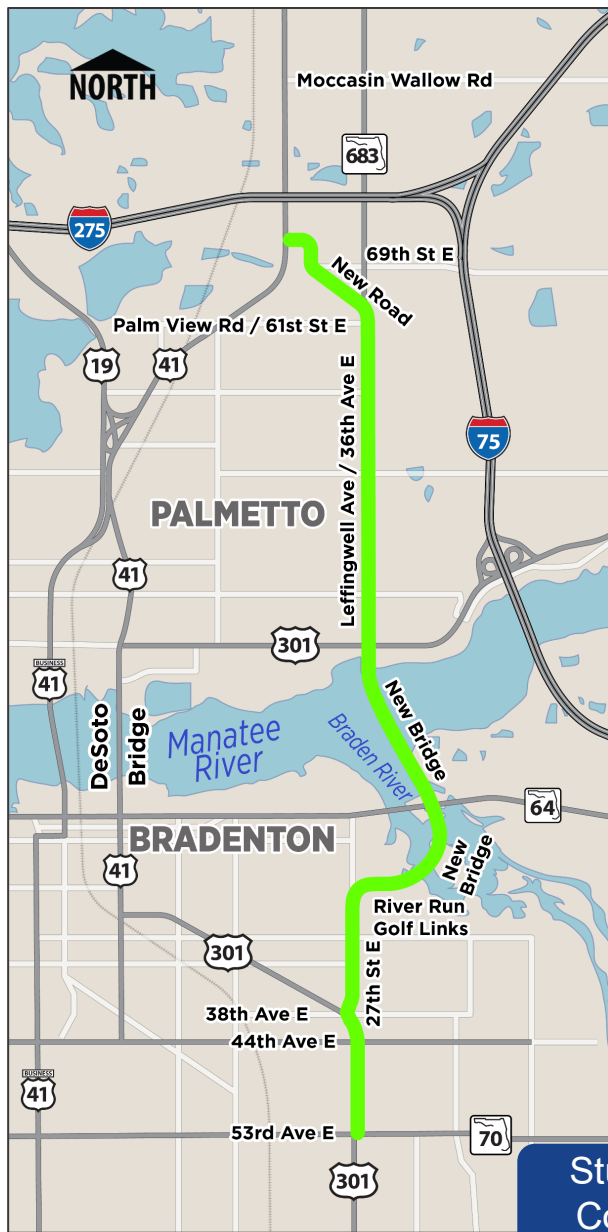 NORTH
Moccasin Wallow Rd
683
275
69th St E
New Road
Palm View Rd / 61st St E
19
41
Leffingwell Ave / 36th Ave E
75
PALMETTO
41
301
BUSINESS
41
DeSoto
Bridge
Manatee
River
Braden River
New Bridge
64
BRADENTON
41
New
Bridge
River Run
Golf Links
301
27th St E
38th Ave E
44th Ave E
BUSINESS
41
53rd Ave E
70
301